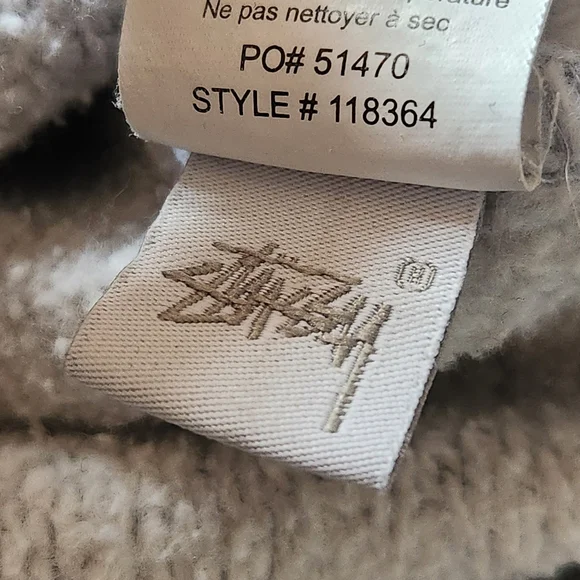 Ne pas nettoyer à sec
PO# 51470
STYLE # 118364
Stüssy